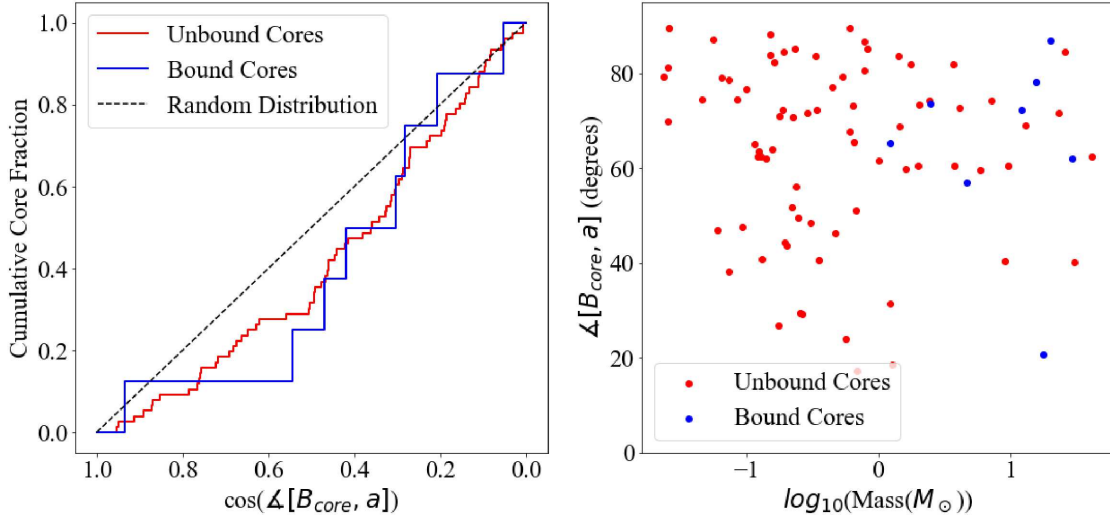 Cumulative Core Fraction
1.0
0.8
0.6
0.4
0.2
0.0
Unbound Cores
Bound Cores
Random Distribution
1.0 0.8 0.6 0.4 0.2 0.0
cos(∡[B_core, a])
∡[B_core, a] (degrees)
80
60
40
20
0
Unbound Cores
Bound Cores
−1 0 1
log10(Mass(M⊙))